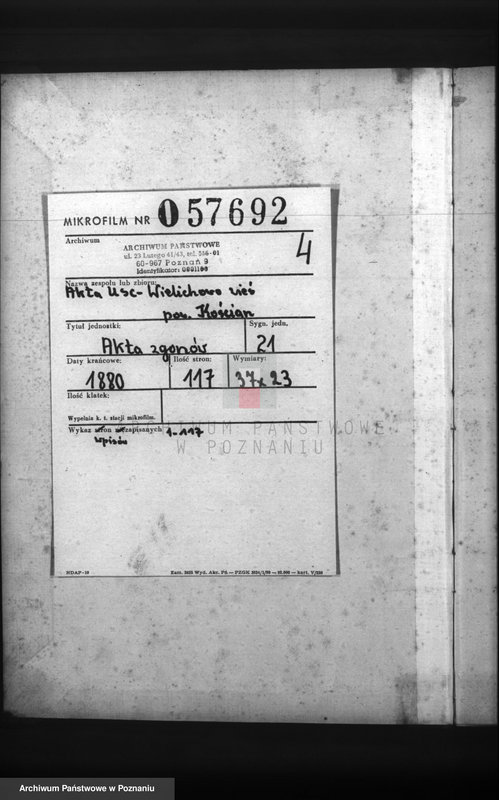 MIKROFILM NR 057692
Archiwum
ARCHIWUM PAŃSTWOWE
ul. 23 Lutego 41/43, tel. 556-01
60-967 Poznań 9
Identyfikator:
4
Nazwa zespołu lub zbioru:
Akta USC - Wielichowo wieś
pow. Kościan
Tytuł jednostki:
Sygn. jedn.
Akta zgonów
21
Daty krańcowe:
Ilość stron:
Wymiary:
1880
117
37x23
Ilość klatek:
Wypełnia k. t. stacji mikrofilm.
Wykaz stron niezapisanych 1-117
wpisów
ARCHIWUM PAŃSTWOWE
W POZNANIU
NDAP-10
Archiwum Państwowe w Poznaniu